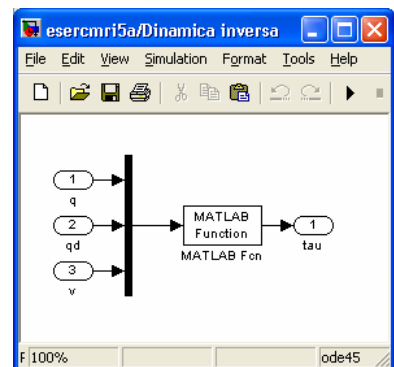 esercmri5a/Dinamica inversa
File Edit View Simulation Format Tools Help
1
q
2
qd
3
v
MATLAB
Function
MATLAB Fcn
1
tau
F 100% ode45